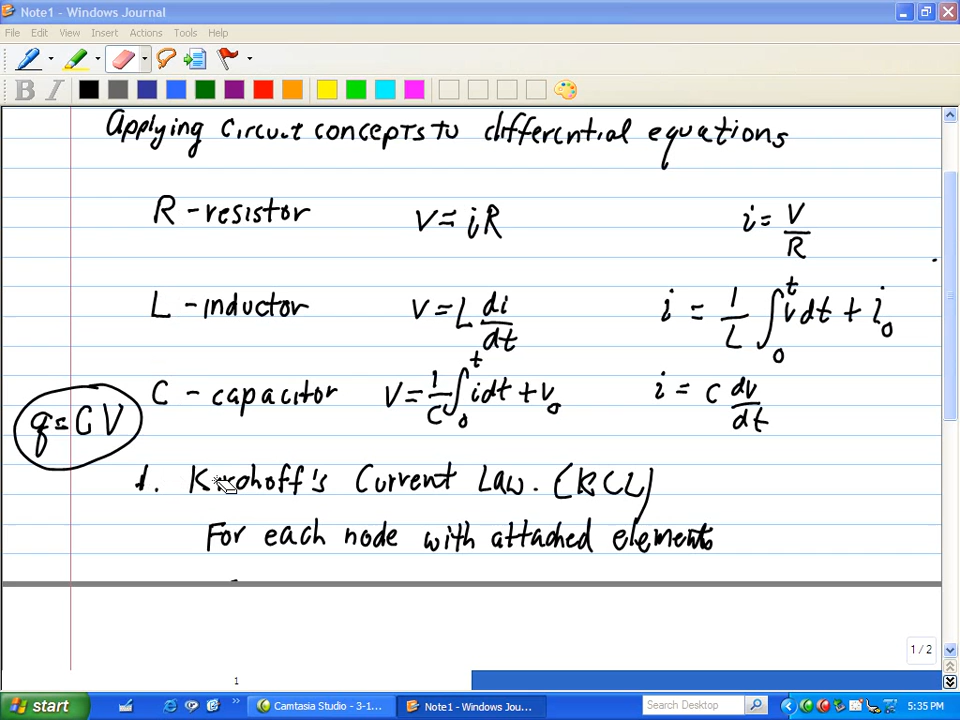 Note1 - Windows Journal
File Edit View Insert Actions Tools Help
B I
Applying circuit concepts to differential equations
R - resistor V = iR i = V/R
L - inductor V = L di/dt i = 1/L ∫₀ᵗ v dt + i₀
C - capacitor V = 1/C ∫₀ᵗ i dt + v₀ i = C dv/dt
q = CV
1. Kirchoff's Current Law. (KCL)
For each node with attached elements
1 / 2
1
start
Camtasia Studio - 3-1...
Note1 - Windows Jou...
Search Desktop
5:35 PM